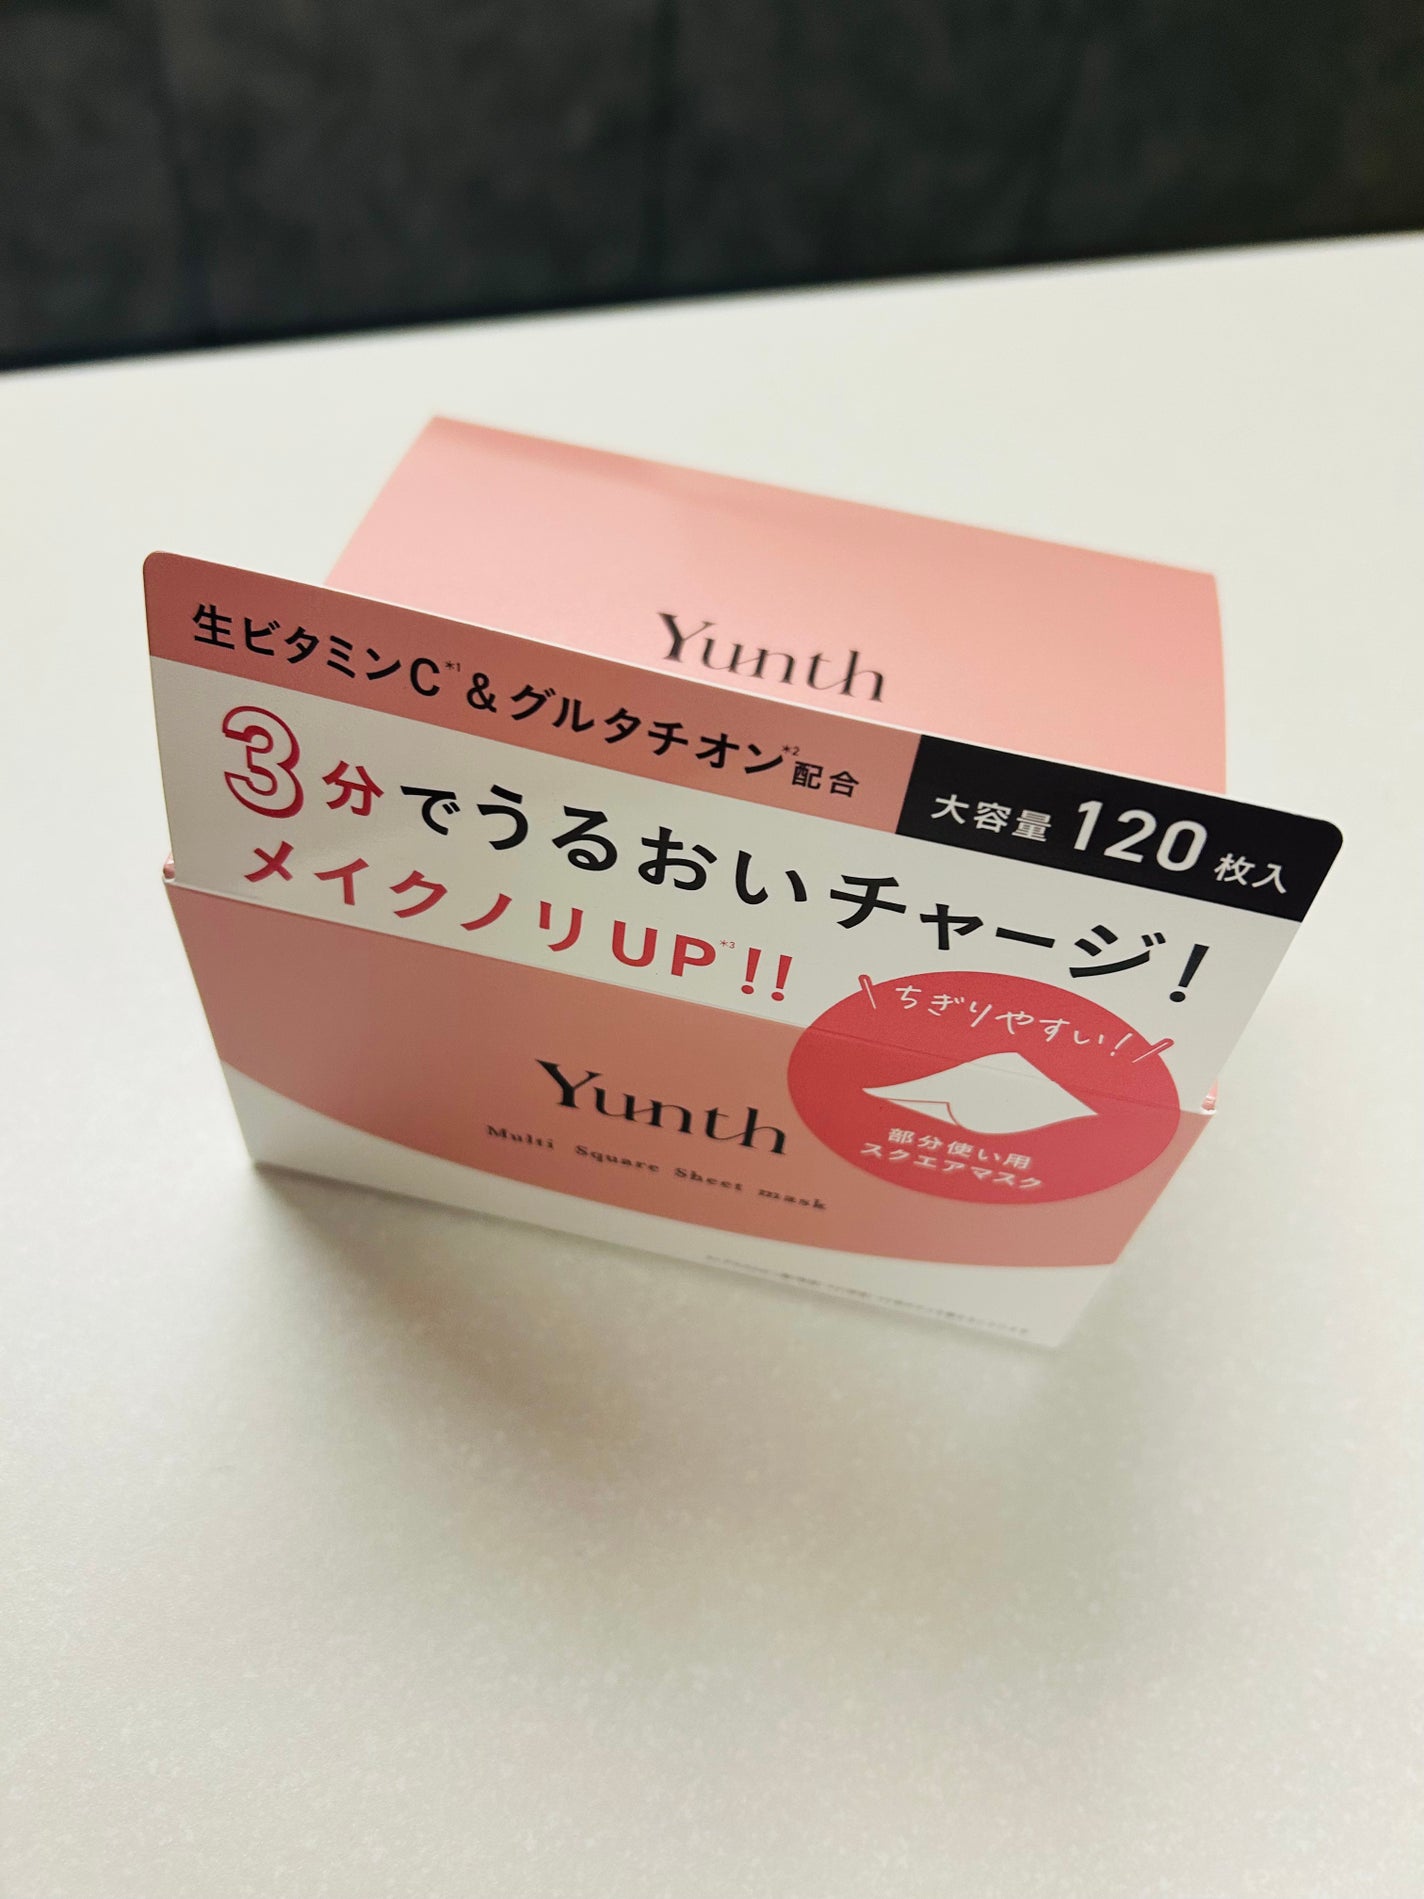 Yunth
生ビタミンC*1&グルタチオン*2配合
大容量 120枚入
3分でうるおいチャージ!
メイクノリUP*3!!
ちぎりやすい!
部分使い用
スクエアマスク
Yunth
Multi Square Sheet mask